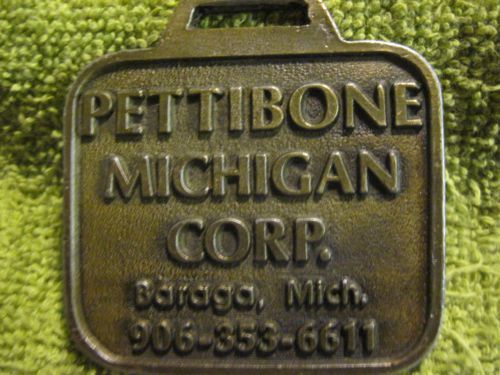 PETTIBONE
MICHIGAN
CORP.
Baraga, Mich.
906-353-6611